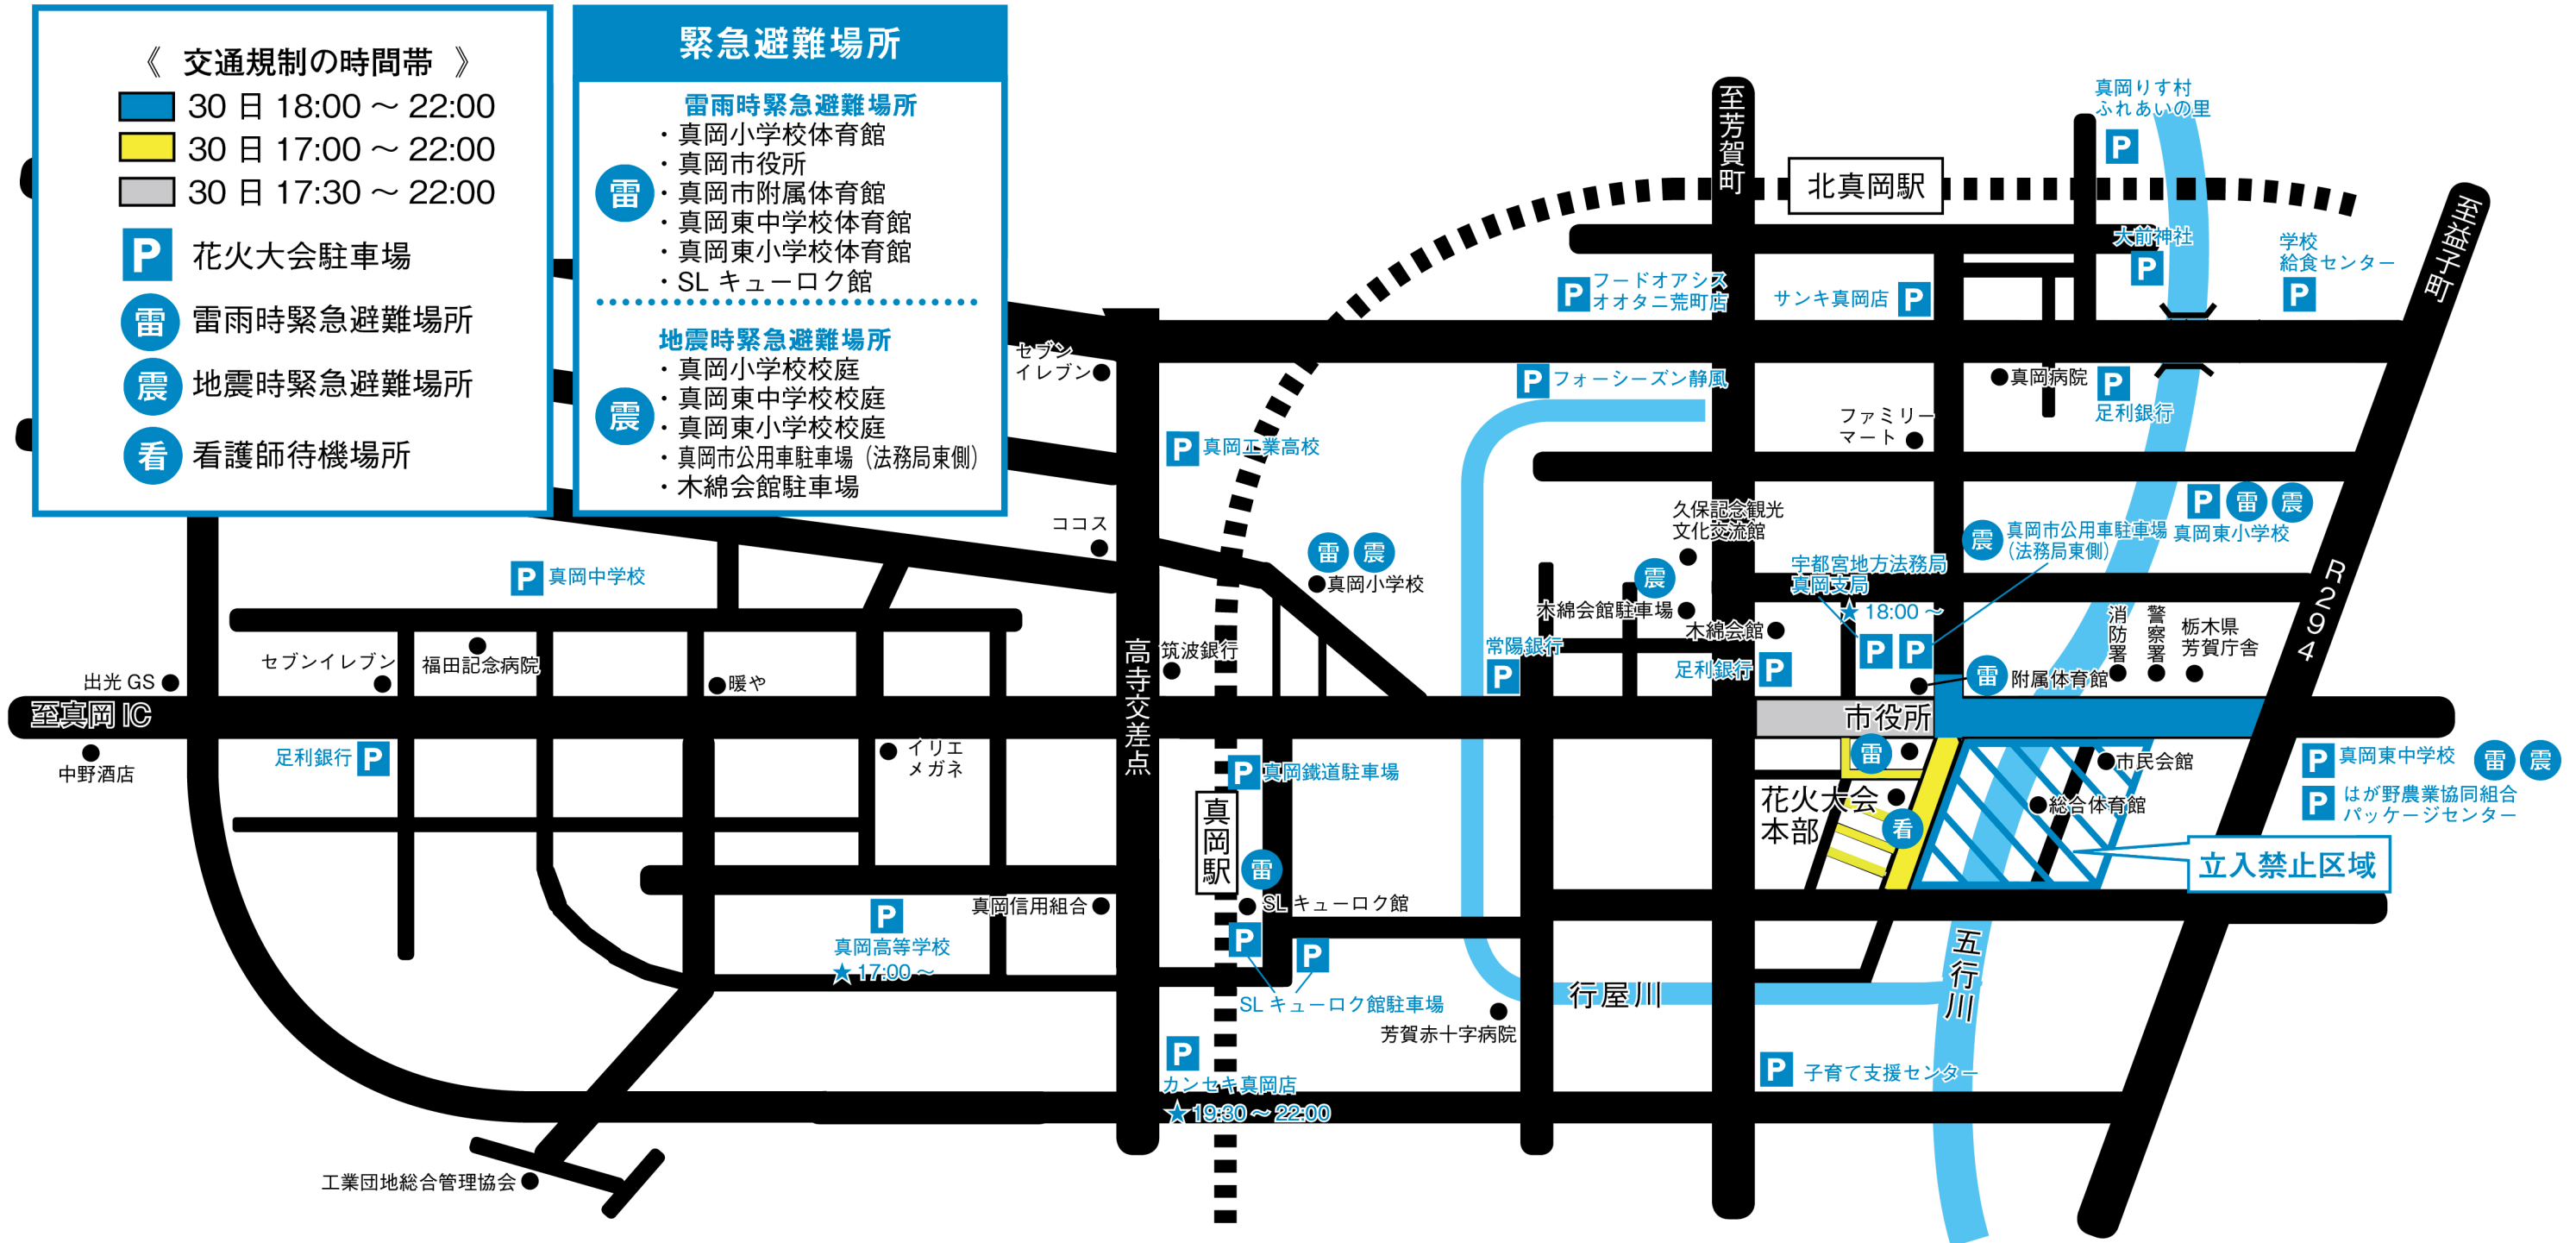 《 交通規制の時間帯 》
30 日 18:00 ～ 22:00
30 日 17:00 ～ 22:00
30 日 17:30 ～ 22:00
P 花火大会駐車場
雷 雷雨時緊急避難場所
震 地震時緊急避難場所
看 看護師待機場所
緊急避難場所
雷雨時緊急避難場所
雷
・真岡小学校体育館
・真岡市役所
・真岡市附属体育館
・真岡東中学校体育館
・真岡東小学校体育館
・SL キューロク館
地震時緊急避難場所
震
・真岡小学校校庭
・真岡東中学校校庭
・真岡東小学校校庭
・真岡市公用車駐車場（法務局東側）
・木綿会館駐車場
至芳賀町
真岡りす村
ふれあいの里
P
北真岡駅
至益子町
大前神社
P
学校
給食センター
P
P フードオアシス
オオタニ荒町店
サンキ真岡店 P
セブン
イレブン
P フォーシーズン静風
真岡病院
P
足利銀行
ファミリー
マート
P 真岡工業高校
久保記念観光
文化交流館
P 雷 震
真岡東小学校
ココス
雷 震
真岡小学校
震
木綿会館駐車場
宇都宮地方法務局
真岡支局
★ 18:00 ～
P P
震 真岡市公用車駐車場
（法務局東側）
R294
P 真岡中学校
消防署
警察署
栃木県
芳賀庁舎
木綿会館
高寺交差点
筑波銀行
常陽銀行
P
足利銀行 P
雷 附属体育館
出光 GS
セブンイレブン
福田記念病院
暖や
至真岡 IC
市役所
中野酒店
足利銀行 P
イリエ
メガネ
P 真岡鐵道駐車場
雷
市民会館
P 真岡東中学校 雷 震
P はが野農業協同組合
パッケージセンター
真岡駅
花火大会
本部
看
総合体育館
立入禁止区域
雷
SL キューロク館
真岡信用組合
P
真岡高等学校
★ 17:00 ～
P P
SL キューロク館駐車場
行屋川
五行川
芳賀赤十字病院
P
カンセキ真岡店
★ 19:30 ～ 22:00
P 子育て支援センター
工業団地総合管理協会